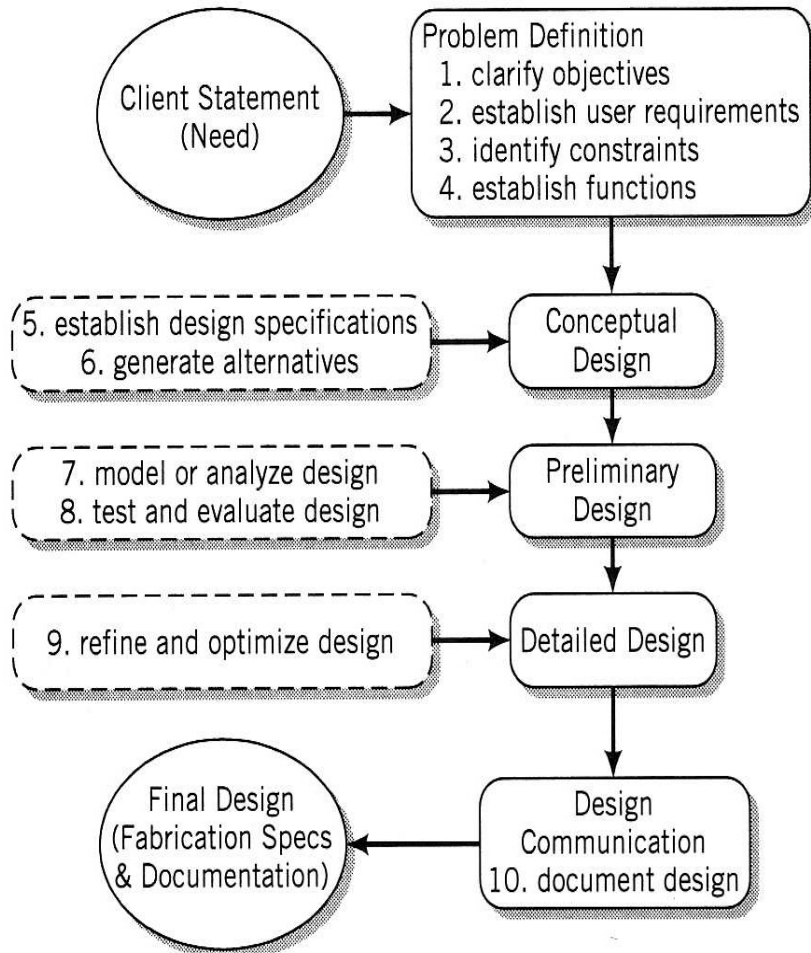 Client Statement
(Need)
Problem Definition
1. clarify objectives
2. establish user requirements
3. identify constraints
4. establish functions
5. establish design specifications
6. generate alternatives
Conceptual
Design
7. model or analyze design
8. test and evaluate design
Preliminary
Design
9. refine and optimize design
Detailed Design
Final Design
(Fabrication Specs
& Documentation)
Design
Communication
10. document design